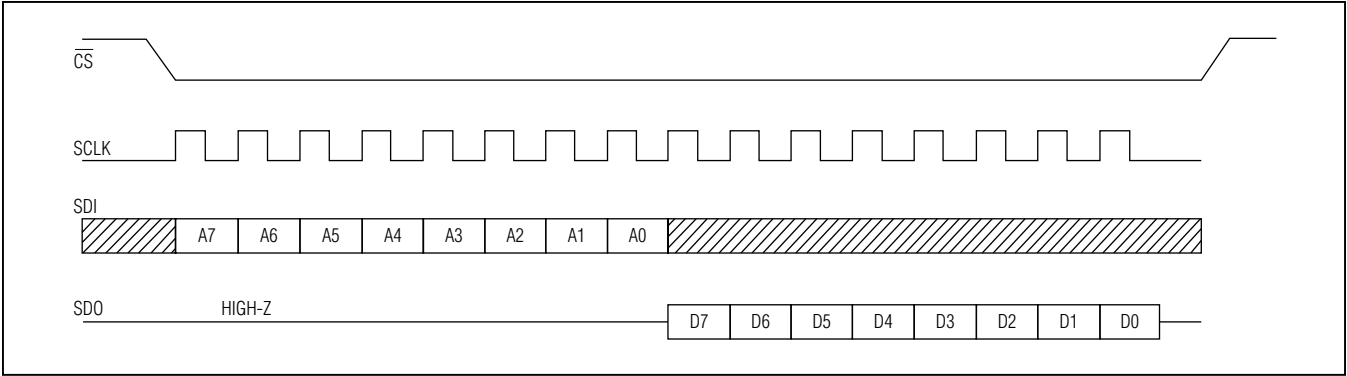 C̅S̅
SCLK
SDI
A7 A6 A5 A4 A3 A2 A1 A0
SDO HIGH-Z
D7 D6 D5 D4 D3 D2 D1 D0